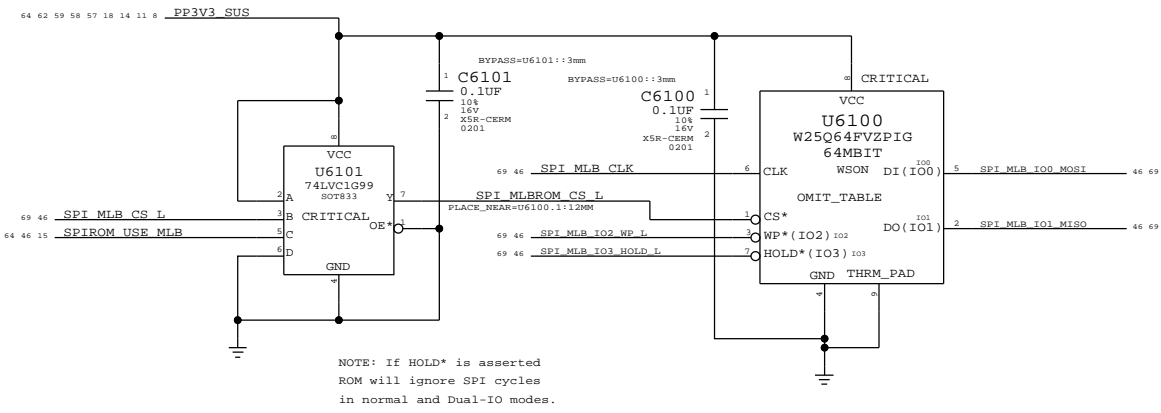 64 62 59 58 57 18 14 11 8 PP3V3_SUS
BYPASS=U6101::3mm
1 C6101
0.1UF
10%
16V
2 X5R-CERM
0201
BYPASS=U6100::3mm
C6100 1
0.1UF
10%
16V
X5R-CERM 2
0201
8
VCC
U6101
74LVC1G99
SOT833
2 A
Y 7
3 B
CRITICAL
OE* 1
5 C
6 D
GND
4
69 46 SPI_MLB_CS_L
64 46 15 SPIROM_USE_MLB
69 46 SPI_MLB_CLK
SPI_MLBROM_CS_L
PLACE_NEAR=U6100.1:12MM
69 46 SPI_MLB_IO2_WP_L
69 46 SPI_MLB_IO3_HOLD_L
8 CRITICAL
VCC
U6100
W25Q64FVZPIG
64MBIT
6 CLK
WSON
IO0
DI(IO0) 5 SPI_MLB_IO0_MOSI 46 69
OMIT_TABLE
1 CS*
IO1
DO(IO1) 2 SPI_MLB_IO1_MISO 46 69
3 WP*(IO2) IO2
7 HOLD*(IO3) IO3
GND THRM_PAD
4 9
NOTE: If HOLD* is asserted
ROM will ignore SPI cycles
in normal and Dual-IO modes.